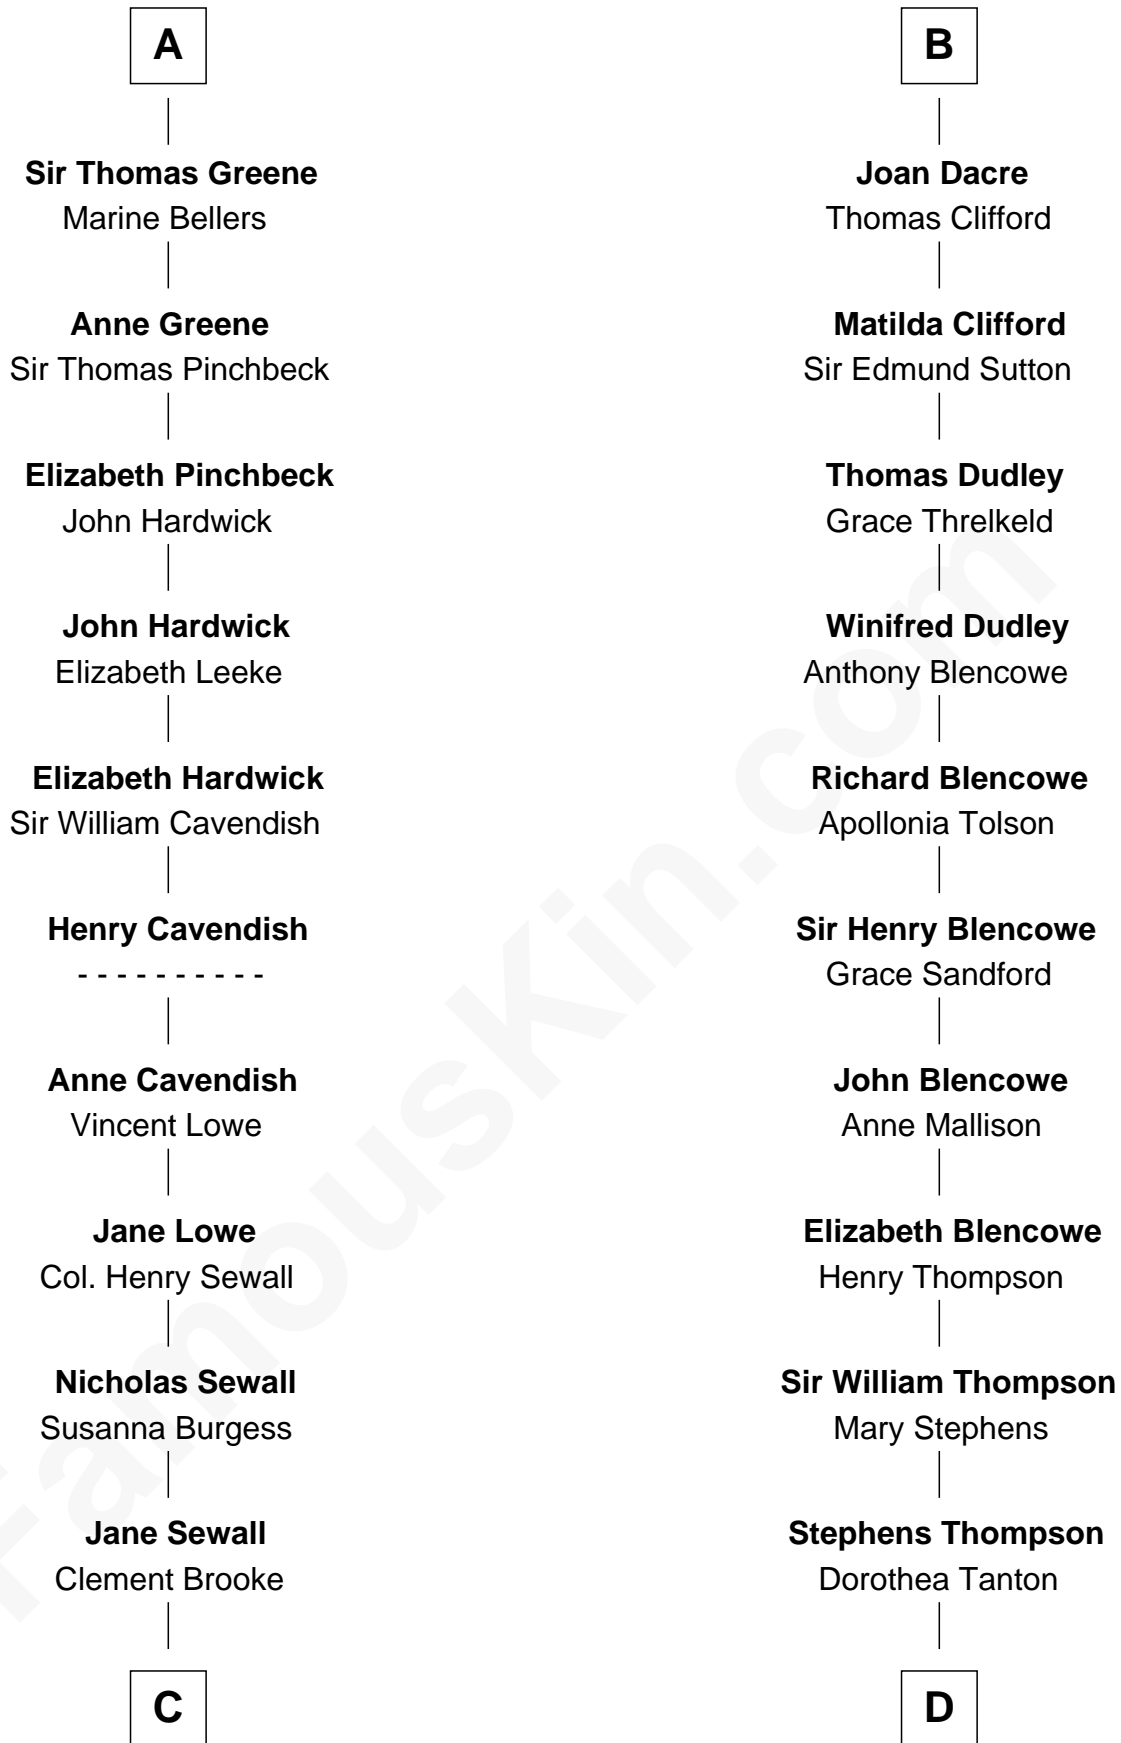 A
Sir Thomas Greene
Marine Bellers
Anne Greene
Sir Thomas Pinchbeck
Elizabeth Pinchbeck
John Hardwick
John Hardwick
Elizabeth Leeke
Elizabeth Hardwick
Sir William Cavendish
Henry Cavendish
- - - - - - - - - -
Anne Cavendish
Vincent Lowe
Jane Lowe
Col. Henry Sewall
Nicholas Sewall
Susanna Burgess
Jane Sewall
Clement Brooke
C
B
Joan Dacre
Thomas Clifford
Matilda Clifford
Sir Edmund Sutton
Thomas Dudley
Grace Threlkeld
Winifred Dudley
Anthony Blencowe
Richard Blencowe
Apollonia Tolson
Sir Henry Blencowe
Grace Sandford
John Blencowe
Anne Mallison
Elizabeth Blencowe
Henry Thompson
Sir William Thompson
Mary Stephens
Stephens Thompson
Dorothea Tanton
D
FamousKin.com